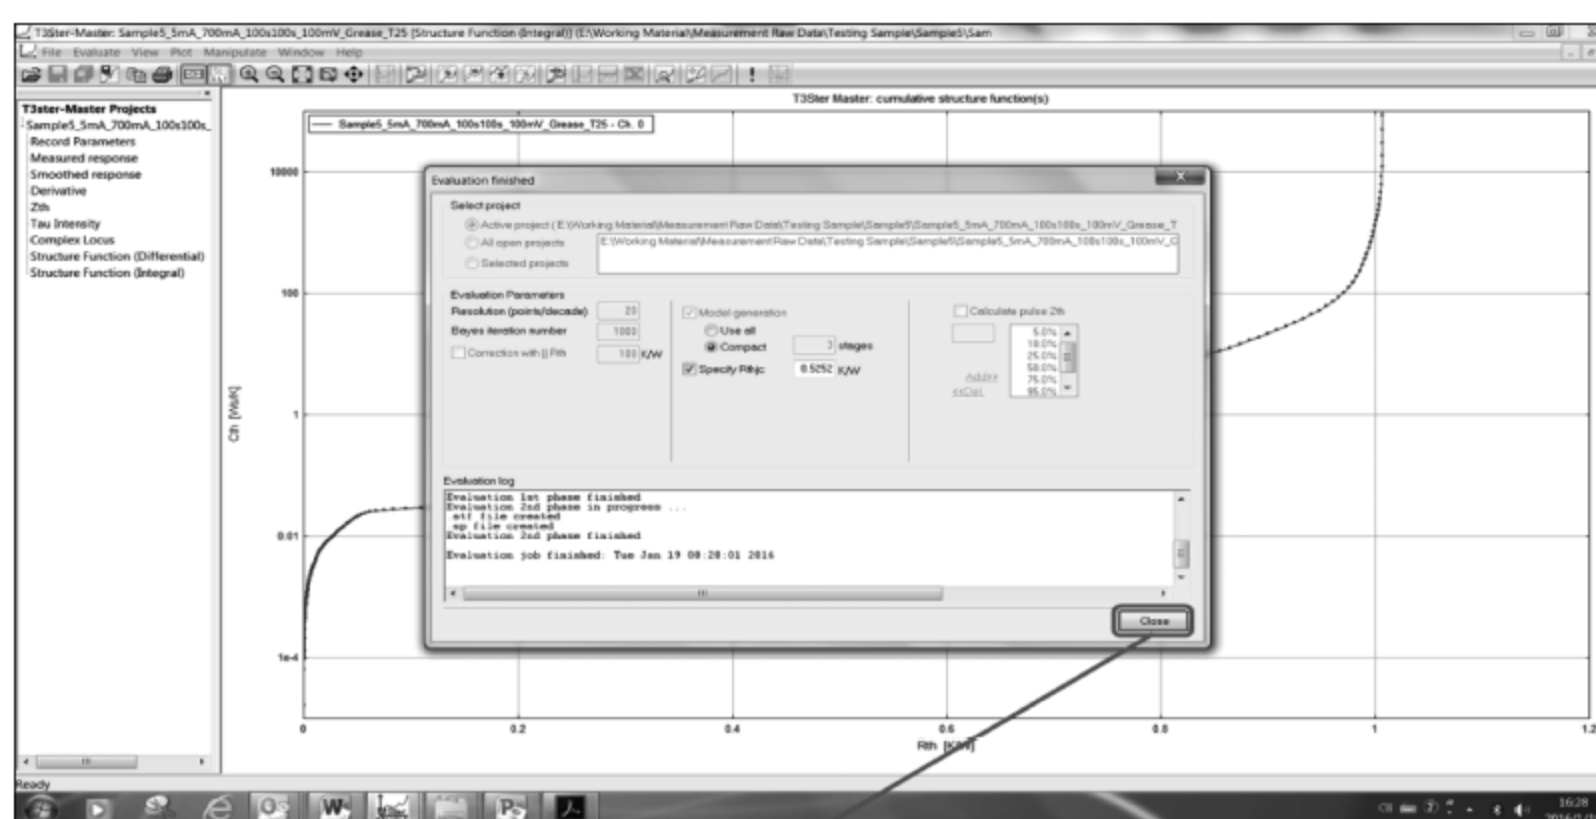 T3Ster-Master: Sample5_5mA_700mA_100s100s_100mV_Grease_T25 [Structure Function (Integral)] (E:\Working Material\Measurement Raw Data\Testing Sample\Sample5\Sam
File Evaluate View Plot Manipulate Window Help
T3ster-Master Projects
Sample5_5mA_700mA_100s100s_
Record Parameters
Measured response
Smoothed response
Derivative
Zth
Tau Intensity
Complex Locus
Structure Function (Differential)
Structure Function (Integral)
T3Ster Master: cumulative structure function(s)
Sample5_5mA_700mA_100s100s_100mV_Grease_T25 - Ch. 0
10000
100
1
0.01
1e-4
Cth [Ws/K]
0
0.2
0.4
0.6
0.8
1
1.2
Rth [K/W]
Evaluation finished
Select project
Active project ( E:\Working Material\Measurement Raw Data\Testing Sample\Sample5\Sample5_5mA_700mA_100s100s_100mV_Grease_T
All open projects
E:\Working Material\Measurement Raw Data\Testing Sample\Sample5\Sample5_5mA_700mA_100s100s_100mV_G
Selected projects
Evaluation Parameters
Resolution (points/decade) 20
Bayes iteration number 1000
Correction with || Rth 100 K/W
Model generation
Use all
Compact 3 stages
Specify Rthjc 0.5252 K/W
Calculate pulse Zth
5.0%
10.0%
25.0%
50.0%
75.0%
95.0%
Add>>
<<Del.
Evaluation log
Evaluation 1st phase finished
Evaluation 2nd phase in progress ...
stf file created
sp file created
Evaluation 2nd phase finished
Evaluation job finished: Tue Jan 19 08:28:01 2016
Close
Ready
CH
16:28